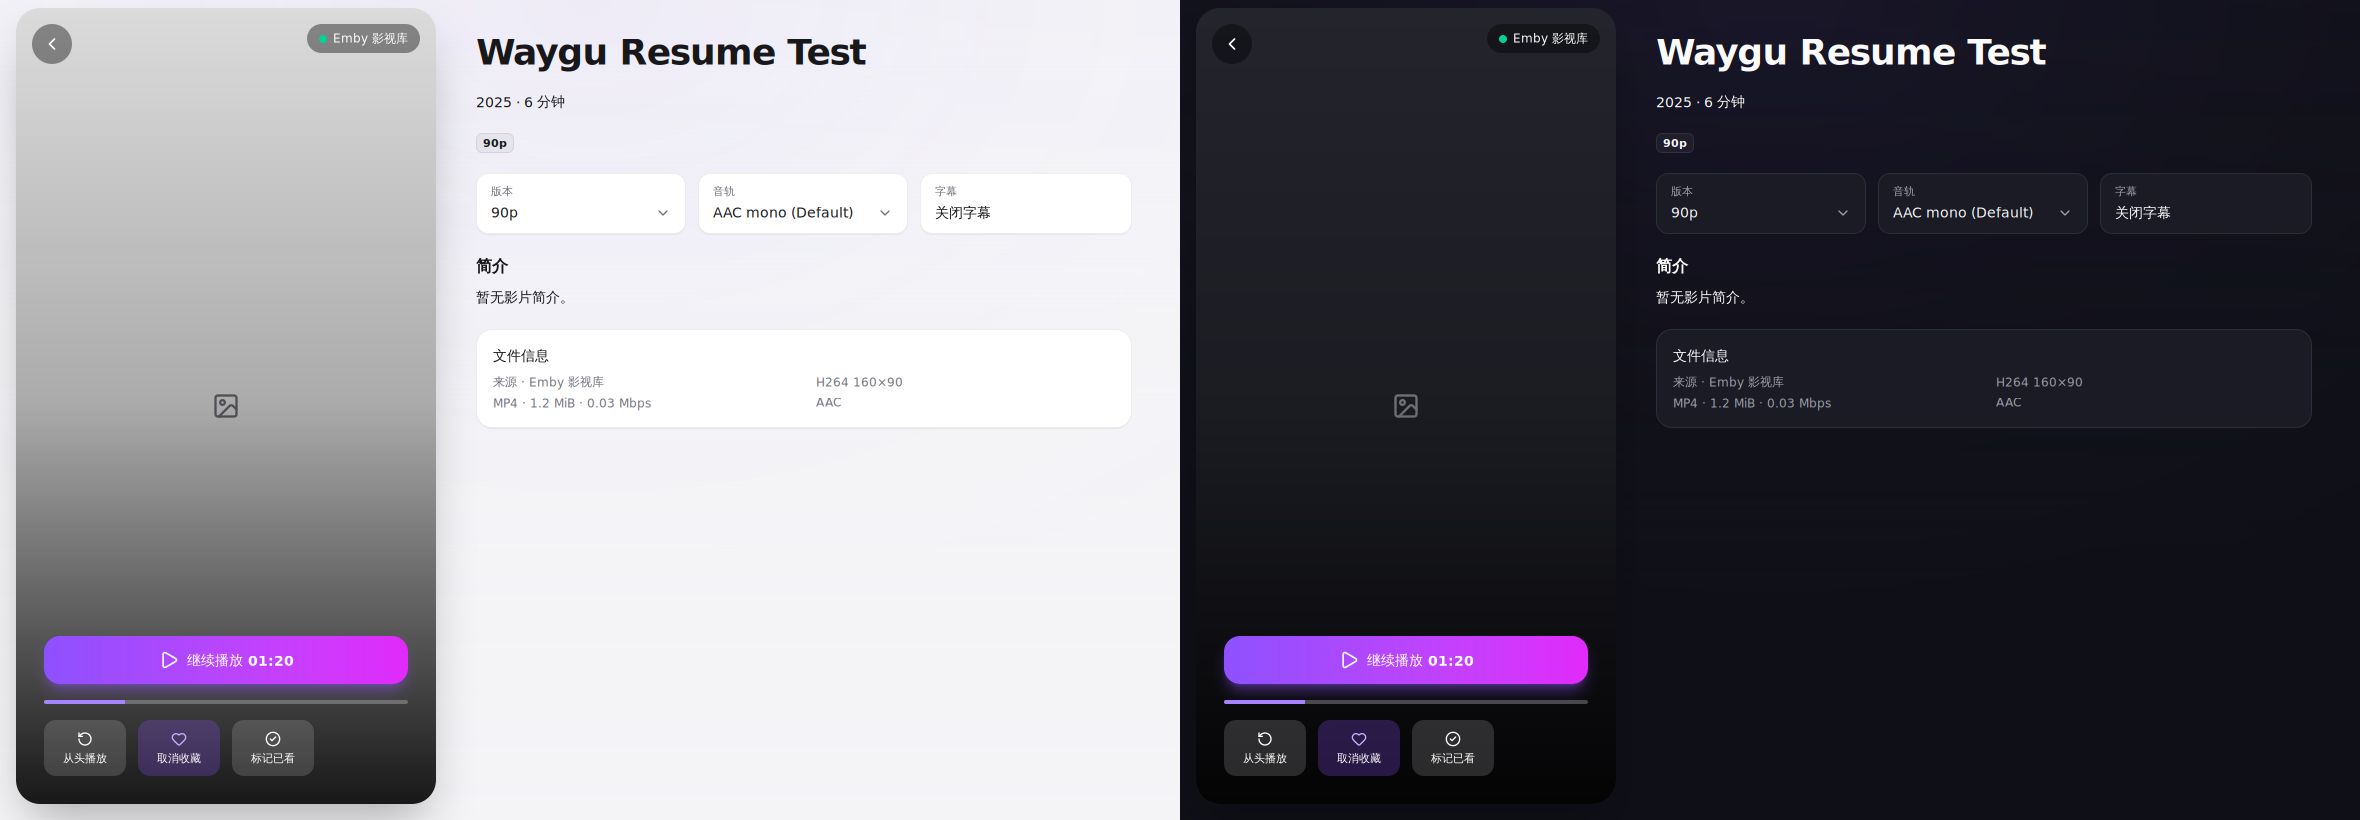 Emby 影视库
Waygu Resume Test
2025 · 6 分钟
90p
版本
90p
音轨
AAC mono (Default)
字幕
关闭字幕
简介
暂无影片简介。
文件信息
来源 · Emby 影视库
H264 160×90
MP4 · 1.2 MiB · 0.03 Mbps
AAC
继续播放 01:20
从头播放
取消收藏
标记已看
Emby 影视库
Waygu Resume Test
2025 · 6 分钟
90p
版本
90p
音轨
AAC mono (Default)
字幕
关闭字幕
简介
暂无影片简介。
文件信息
来源 · Emby 影视库
H264 160×90
MP4 · 1.2 MiB · 0.03 Mbps
AAC
继续播放 01:20
从头播放
取消收藏
标记已看